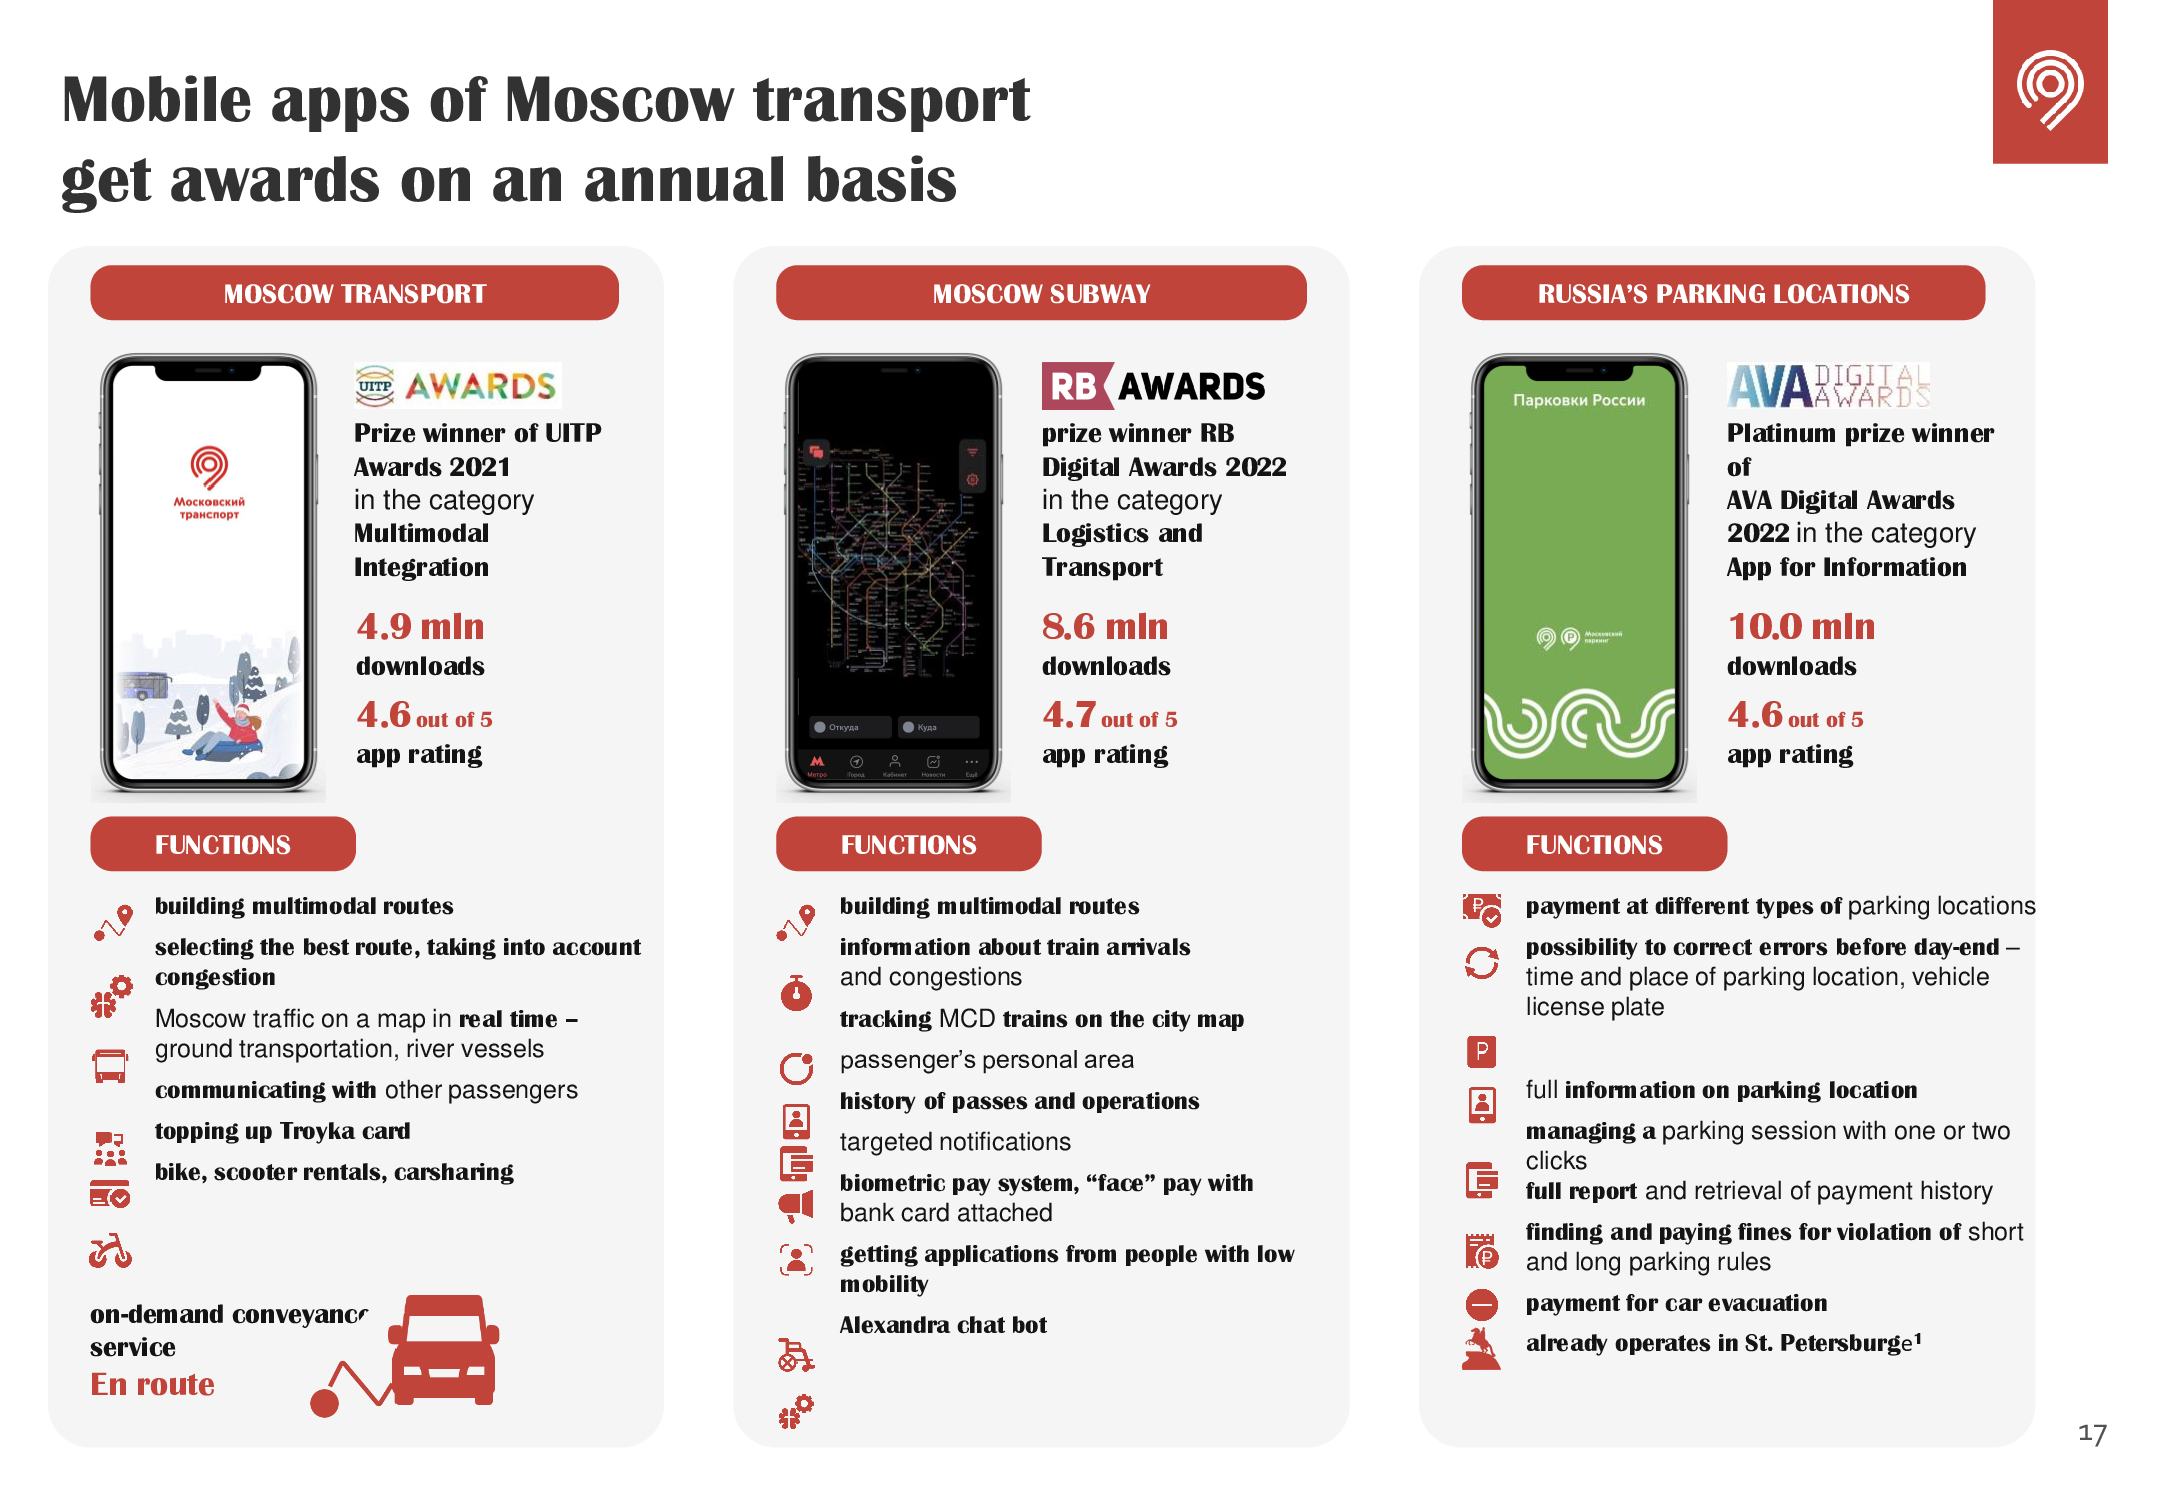 Mobile apps of Moscow transport
get awards on an annual basis
MOSCOW TRANSPORT
Московский
транспорт
UITP AWARDS
Prize winner of UITP
Awards 2021
in the category
Multimodal
Integration
4.9 mln
downloads
4.6 out of 5
app rating
FUNCTIONS
building multimodal routes
selecting the best route, taking into account
congestion
Moscow traffic on a map in real time –
ground transportation, river vessels
communicating with other passengers
topping up Troyka card
bike, scooter rentals, carsharing
on-demand conveyance
service
En route
MOSCOW SUBWAY
Откуда
Куда
Метро
Город
Кабинет
Новости
Ещё
RB AWARDS
prize winner RB
Digital Awards 2022
in the category
Logistics and
Transport
8.6 mln
downloads
4.7 out of 5
app rating
FUNCTIONS
building multimodal routes
information about train arrivals
and congestions
tracking MCD trains on the city map
passenger’s personal area
history of passes and operations
targeted notifications
biometric pay system, “face” pay with
bank card attached
getting applications from people with low
mobility
Alexandra chat bot
RUSSIA’S PARKING LOCATIONS
Парковки России
Московский
паркинг
AVA DIGITAL
AWARDS
Platinum prize winner
of
AVA Digital Awards
2022 in the category
App for Information
10.0 mln
downloads
4.6 out of 5
app rating
FUNCTIONS
payment at different types of parking locations
possibility to correct errors before day-end –
time and place of parking location, vehicle
license plate
P
full information on parking location
managing a parking session with one or two
clicks
full report and retrieval of payment history
finding and paying fines for violation of short
and long parking rules
payment for car evacuation
already operates in St. Petersburge¹
17